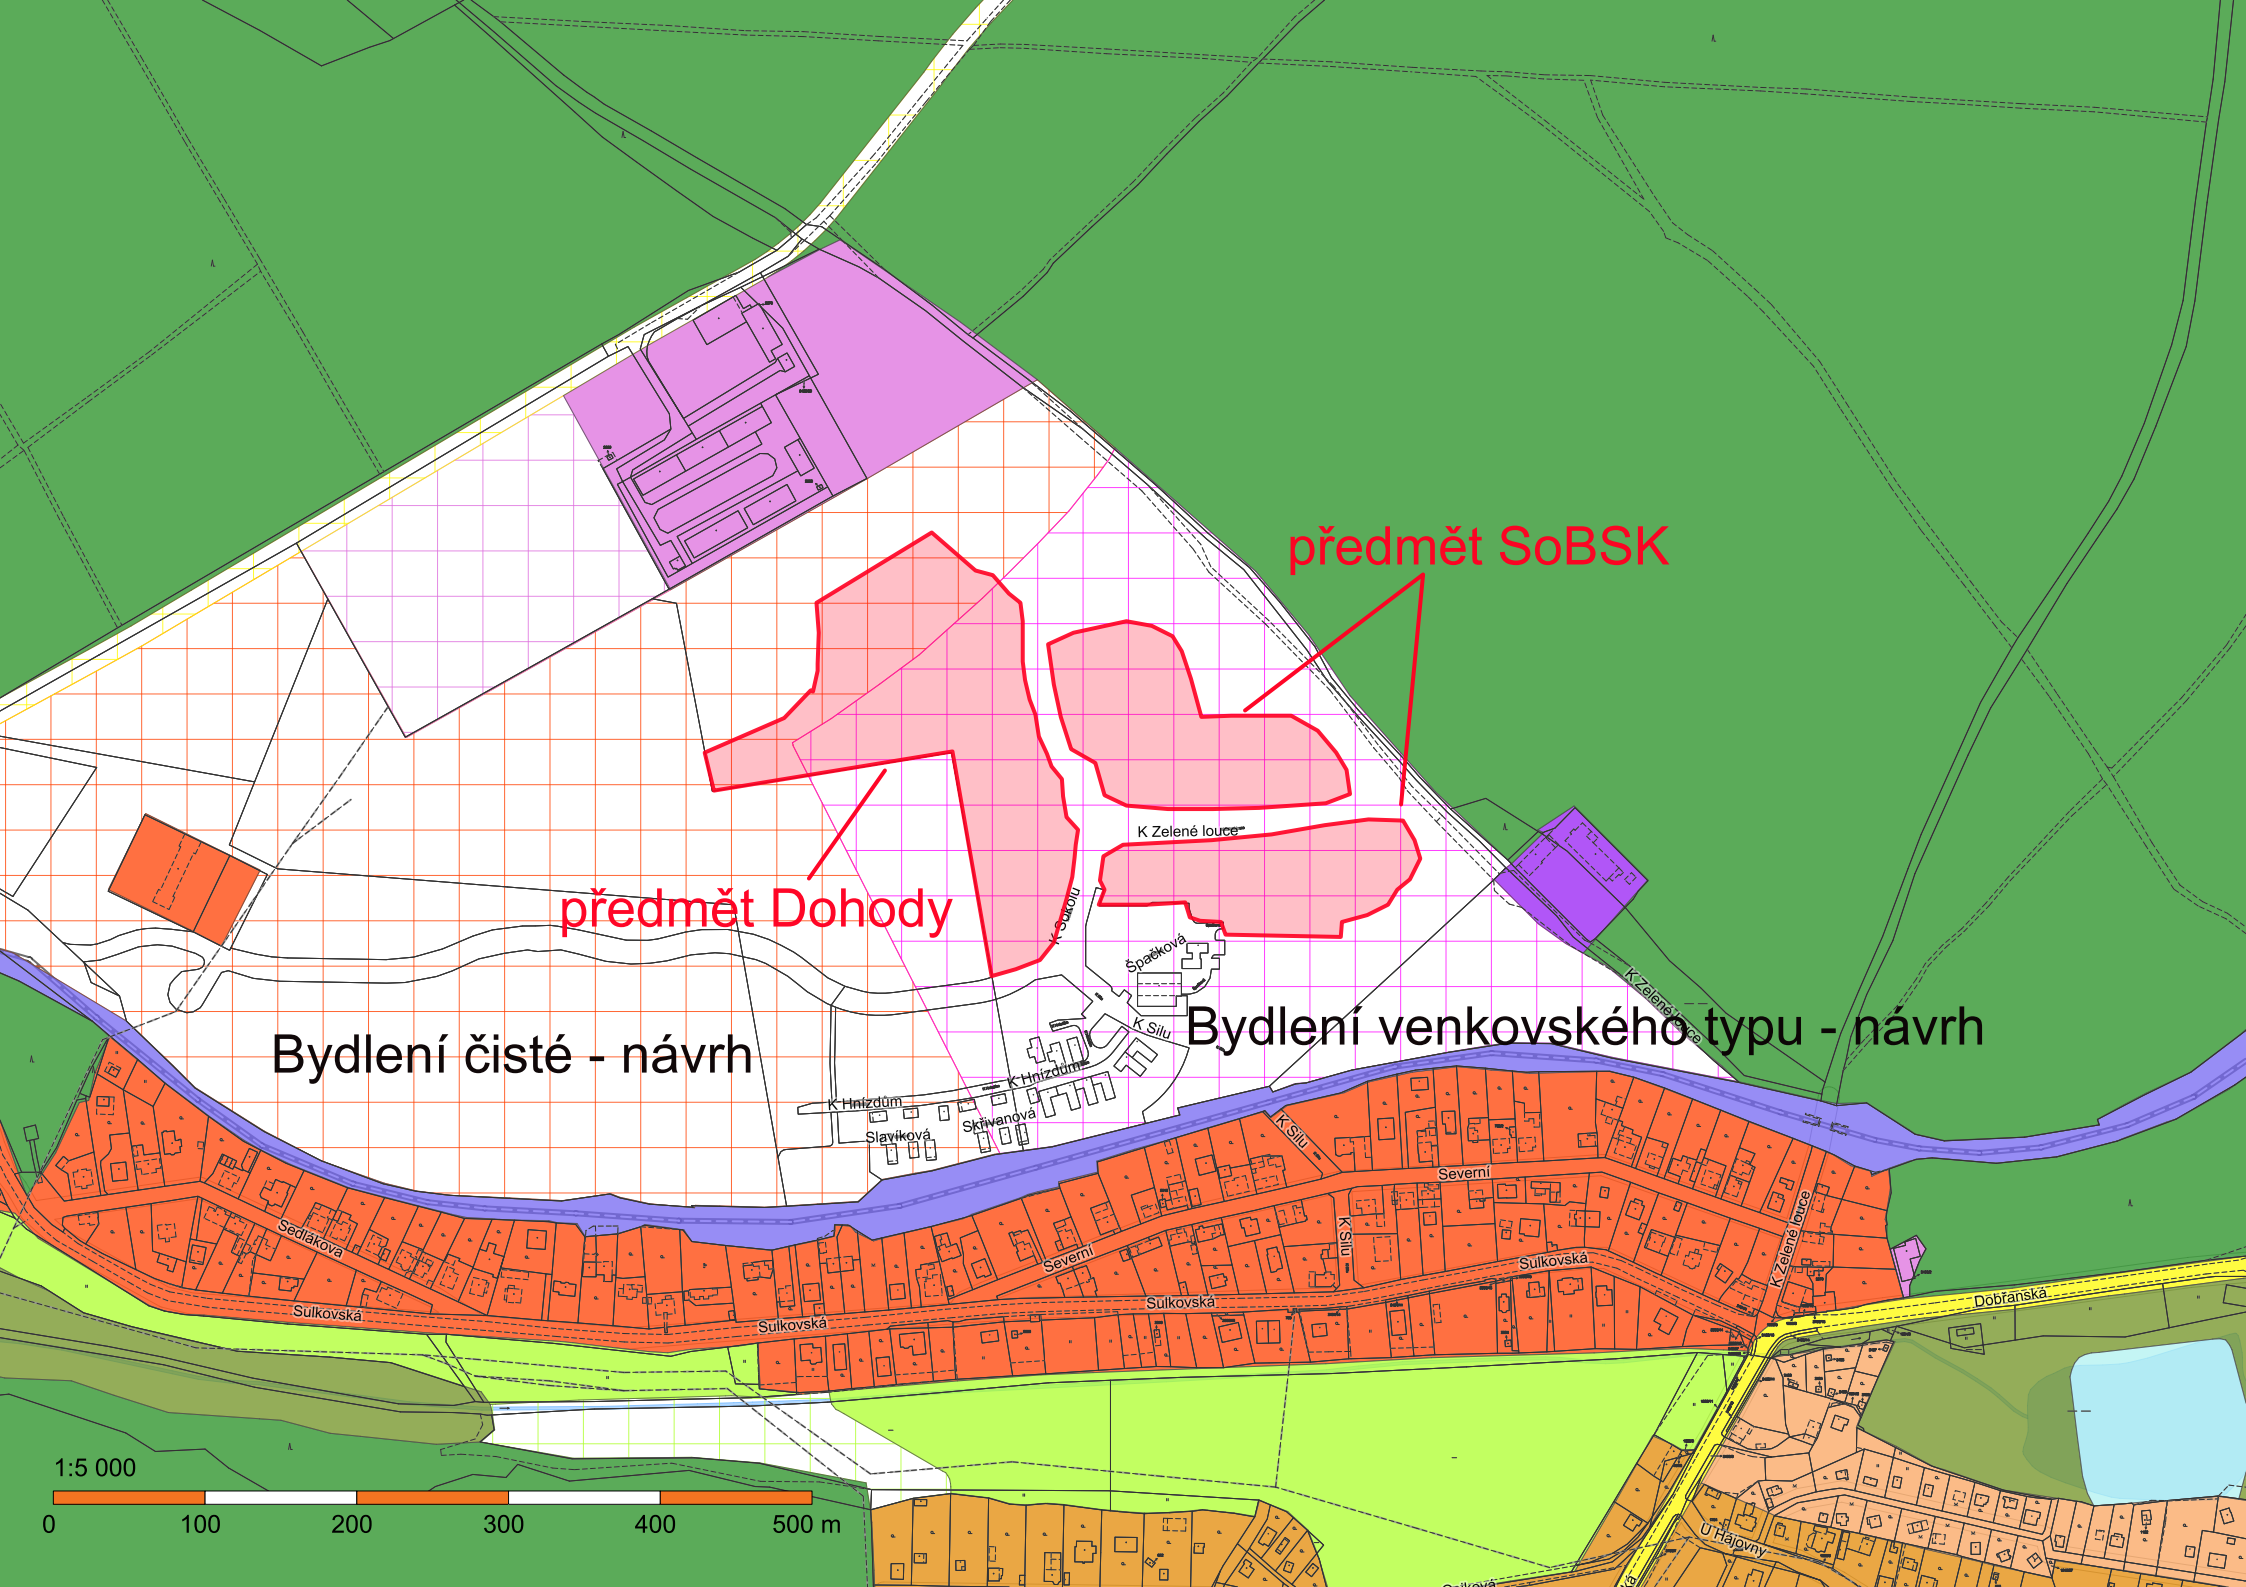 předmět SoBSK
K Zelené louce
předmět Dohody
K Sokolu
Špačková
K Zelené louce
Bydlení venkovského typu - návrh
K Silu
Bydlení čisté - návrh
K Hnízdům
K Hnízdům
Skřivanová
Slavíková
K Silu
Severní
K Zelené louce
Sedlákova
K Silu
Severní
Sulkovská
Sulkovská
Sulkovská
Sulkovská
Dobřanská
1:5 000
0 100 200 300 400 500 m
U Hájovny